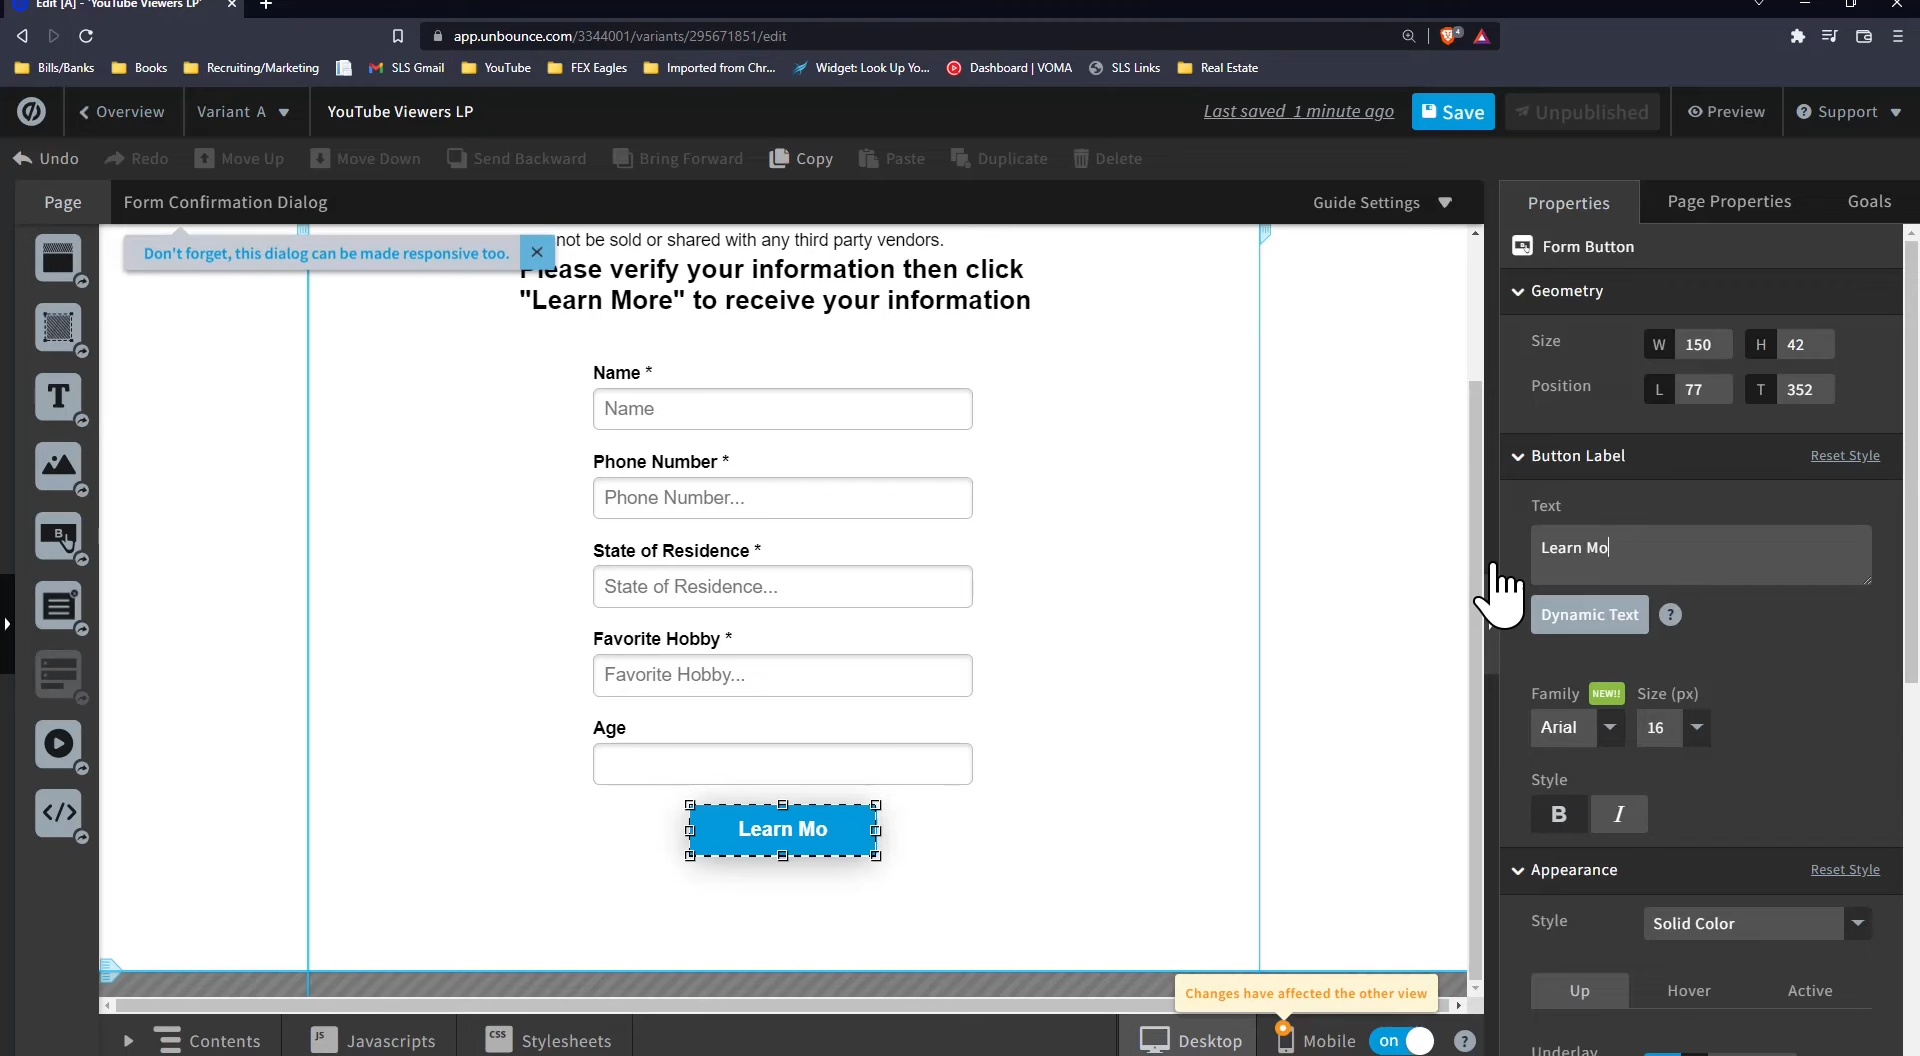 Edit [A] - 'YouTube Viewers LP'
app.unbounce.com/3344001/variants/295671851/edit
4
Bills/Banks
Books
Recruiting/Marketing
SLS Gmail
YouTube
FEX Eagles
Imported from Chr...
Widget: Look Up Yo...
Dashboard | VOMA
SLS Links
Real Estate
Overview
Variant A
YouTube Viewers LP
Last saved 1 minute ago
Save
Unpublished
Preview
? Support
Undo
Redo
Move Up
Move Down
Send Backward
Bring Forward
Copy
Paste
Duplicate
Delete
Page
Form Confirmation Dialog
Guide Settings
Properties
Page Properties
Goals
Don't forget, this dialog can be made responsive too.
not be sold or shared with any third party vendors.
Please verify your information then click
"Learn More" to receive your information
Name *
Name
Phone Number *
Phone Number...
State of Residence *
State of Residence...
Favorite Hobby *
Favorite Hobby...
Age
Learn Mo
T
B
</>
Form Button
Geometry
Size
W 150
H 42
Position
L 77
T 352
Button Label
Reset Style
Text
Learn Mo
Dynamic Text
?
Family NEW!! Size (px)
Arial
16
Style
B
I
Appearance
Reset Style
Style
Solid Color
Up
Hover
Active
Underlay
Changes have affected the other view
Contents
JS Javascripts
CSS Stylesheets
Desktop
Mobile
on
?